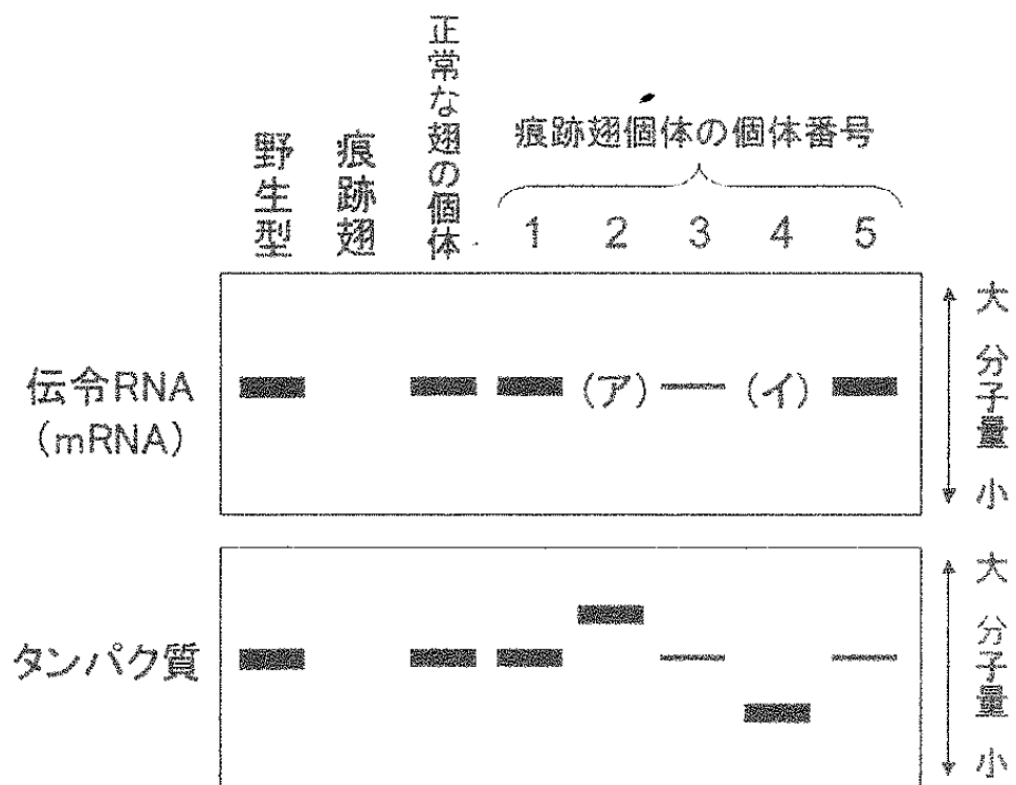 野生型
痕跡翅
正常な翅の個体
痕跡翅個体の個体番号
1 2 3 4 5
伝令RNA
(mRNA)
(ア) (イ)
大 分子量 小
タンパク質
大 分子量 小